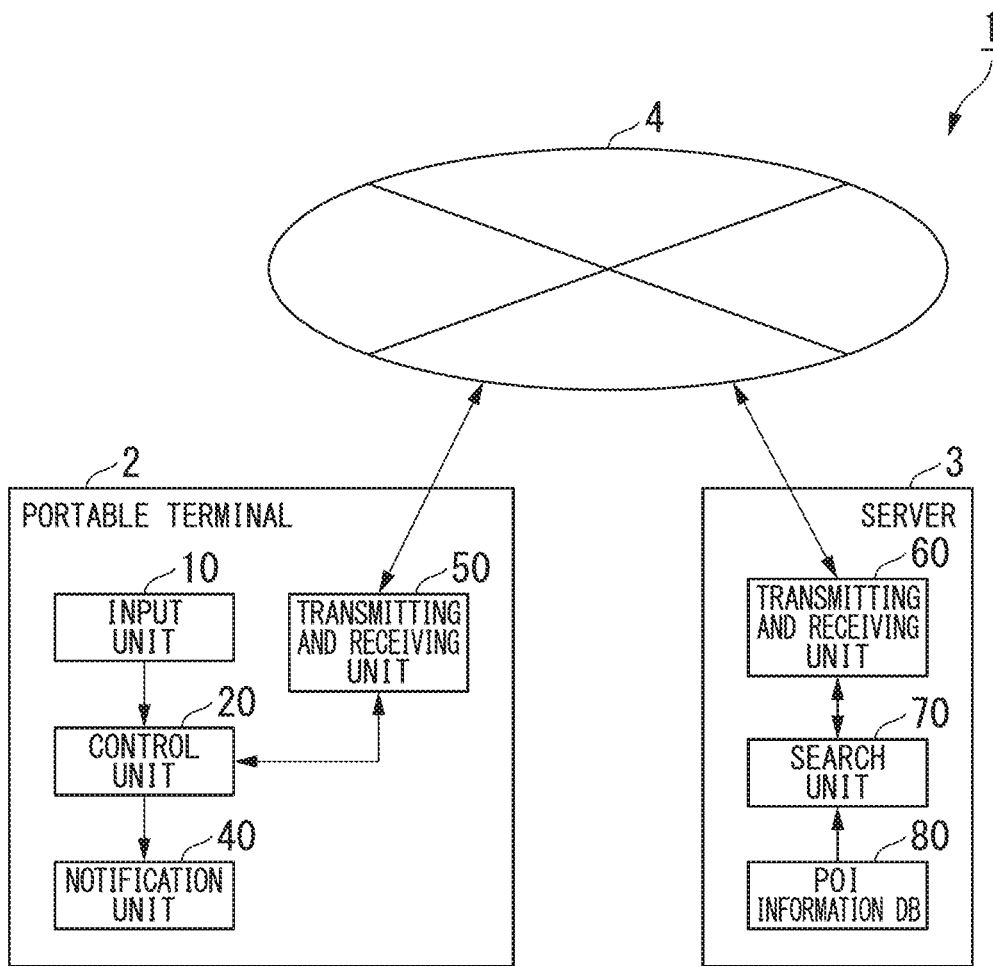 1
4
2
3
PORTABLE TERMINAL
SERVER
10
50
60
INPUT
UNIT
TRANSMITTING
AND RECEIVING
UNIT
TRANSMITTING
AND RECEIVING
UNIT
20
70
CONTROL
UNIT
SEARCH
UNIT
40
80
NOTIFICATION
UNIT
POI
INFORMATION DB